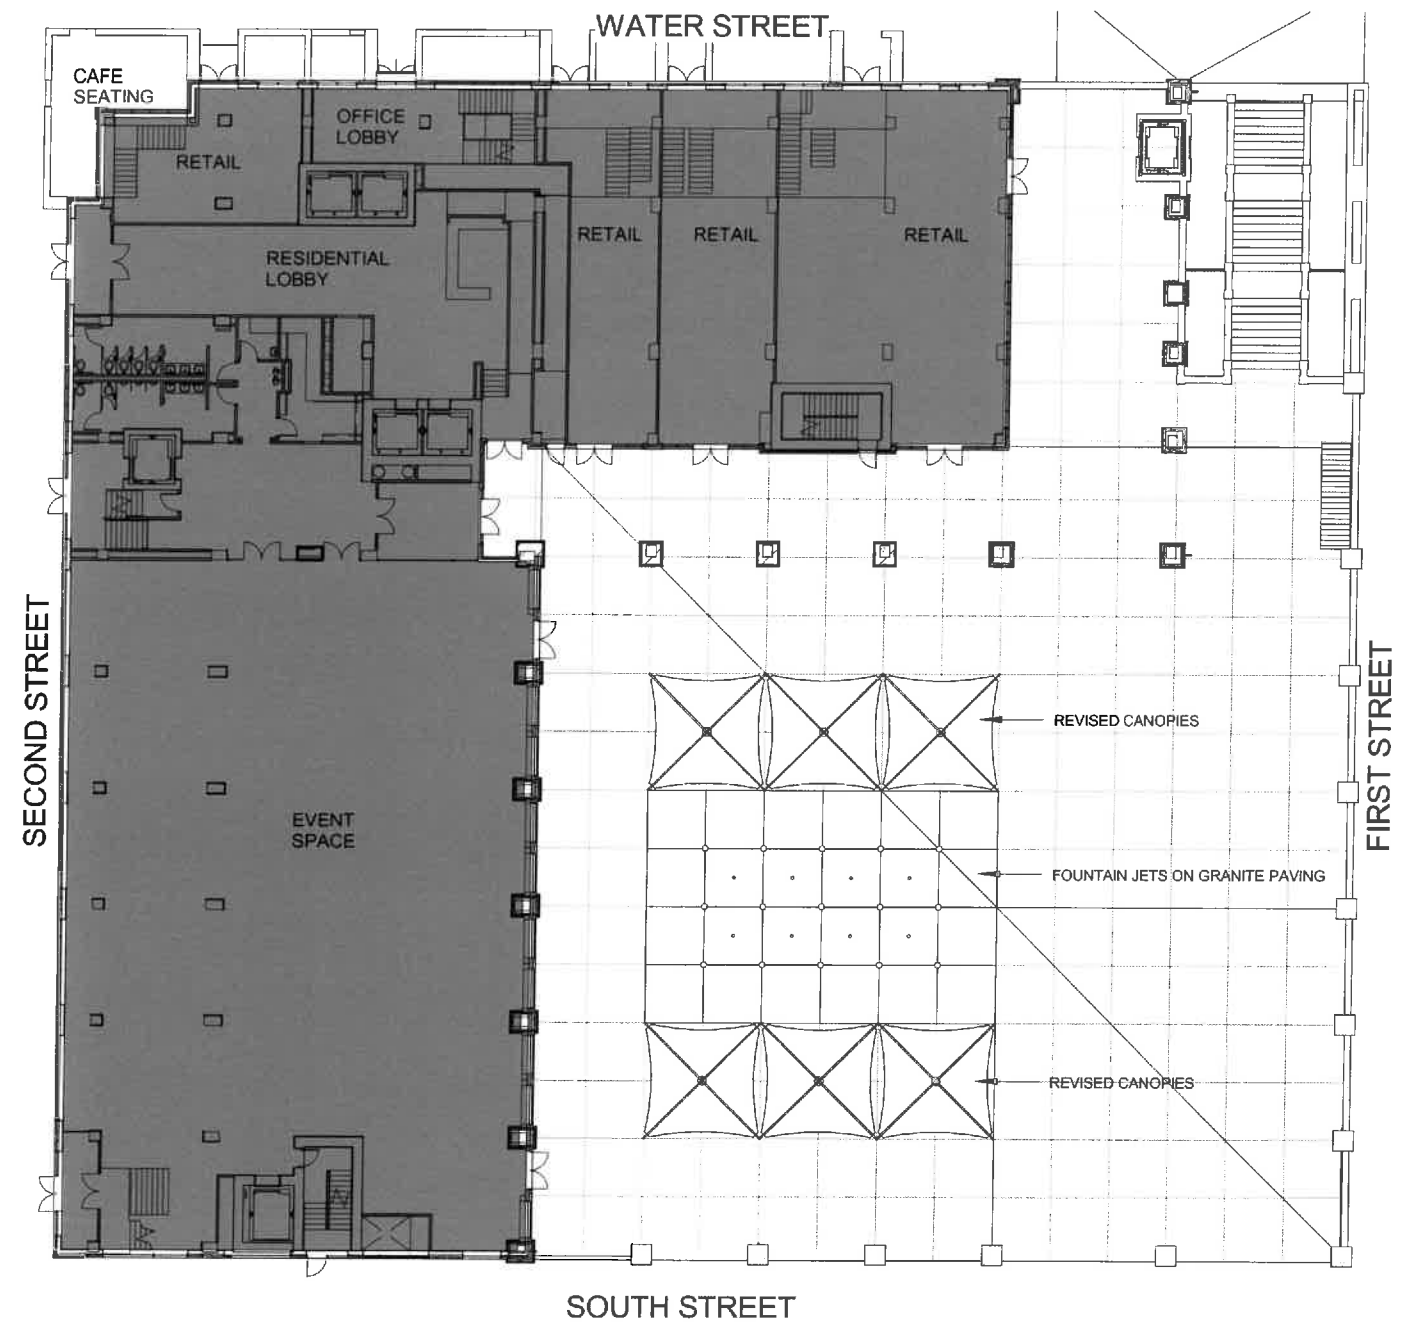 WATER STREET
CAFE
SEATING
OFFICE
LOBBY
RETAIL
RETAIL
RETAIL
RETAIL
RESIDENTIAL
LOBBY
SECOND STREET
FIRST STREET
REVISED CANOPIES
EVENT
SPACE
FOUNTAIN JETS ON GRANITE PAVING
REVISED CANOPIES
SOUTH STREET